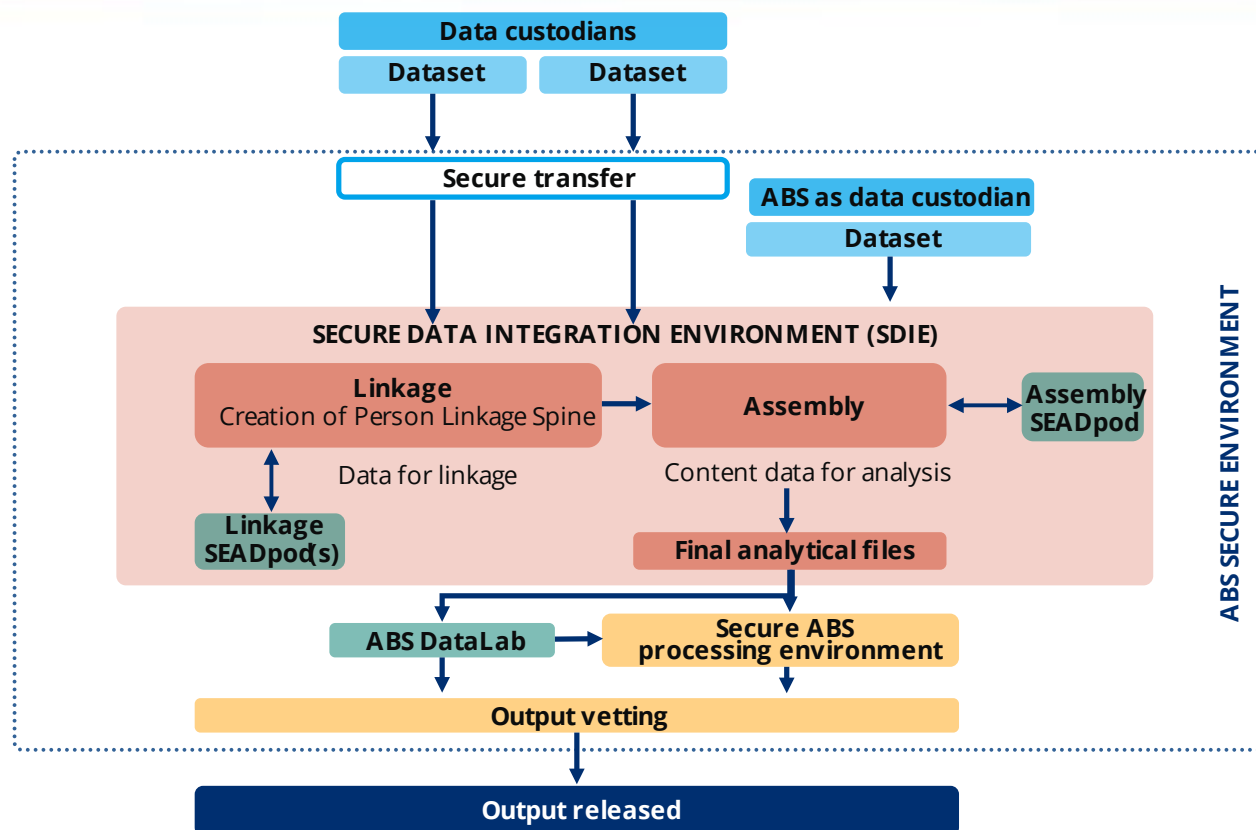 Data custodians
Dataset
Dataset
Secure transfer
ABS as data custodian
Dataset
SECURE DATA INTEGRATION ENVIRONMENT (SDIE)
Linkage
Creation of Person Linkage Spine
Assembly
Assembly
SEADpod
Data for linkage
Content data for analysis
Linkage
SEADpod(s)
Final analytical files
ABS DataLab
Secure ABS
processing environment
Output vetting
Output released
ABS SECURE ENVIRONMENT